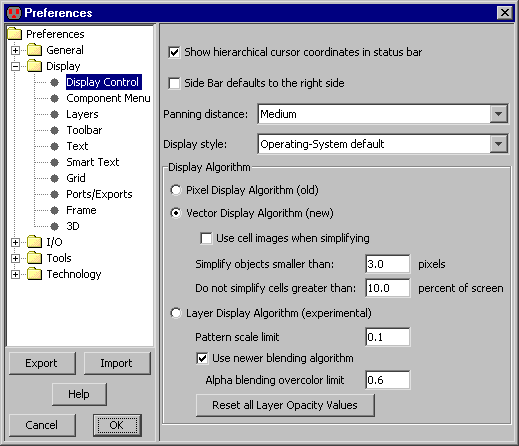 Preferences
Preferences
General
Display
Display Control
Component Menu
Layers
Toolbar
Text
Smart Text
Grid
Ports/Exports
Frame
3D
I/O
Tools
Technology
Export Import
Help
Cancel OK
Show hierarchical cursor coordinates in status bar
Side Bar defaults to the right side
Panning distance: Medium
Display style: Operating-System default
Display Algorithm
Pixel Display Algorithm (old)
Vector Display Algorithm (new)
Use cell images when simplifying
Simplify objects smaller than: 3.0 pixels
Do not simplify cells greater than: 10.0 percent of screen
Layer Display Algorithm (experimental)
Pattern scale limit 0.1
Use newer blending algorithm
Alpha blending overcolor limit 0.6
Reset all Layer Opacity Values